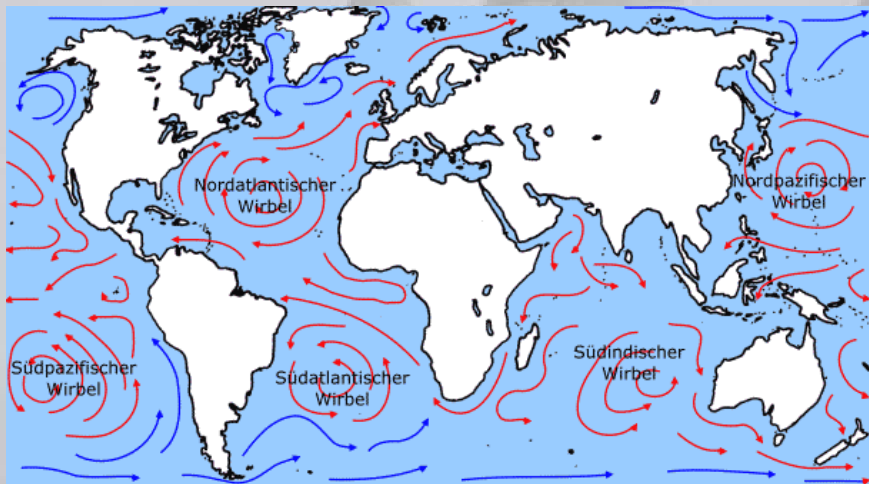 Nordatlantischer
Wirbel
Nordpazifischer
Wirbel
Südpazifischer
Wirbel
Südatlantischer
Wirbel
Südindischer
Wirbel